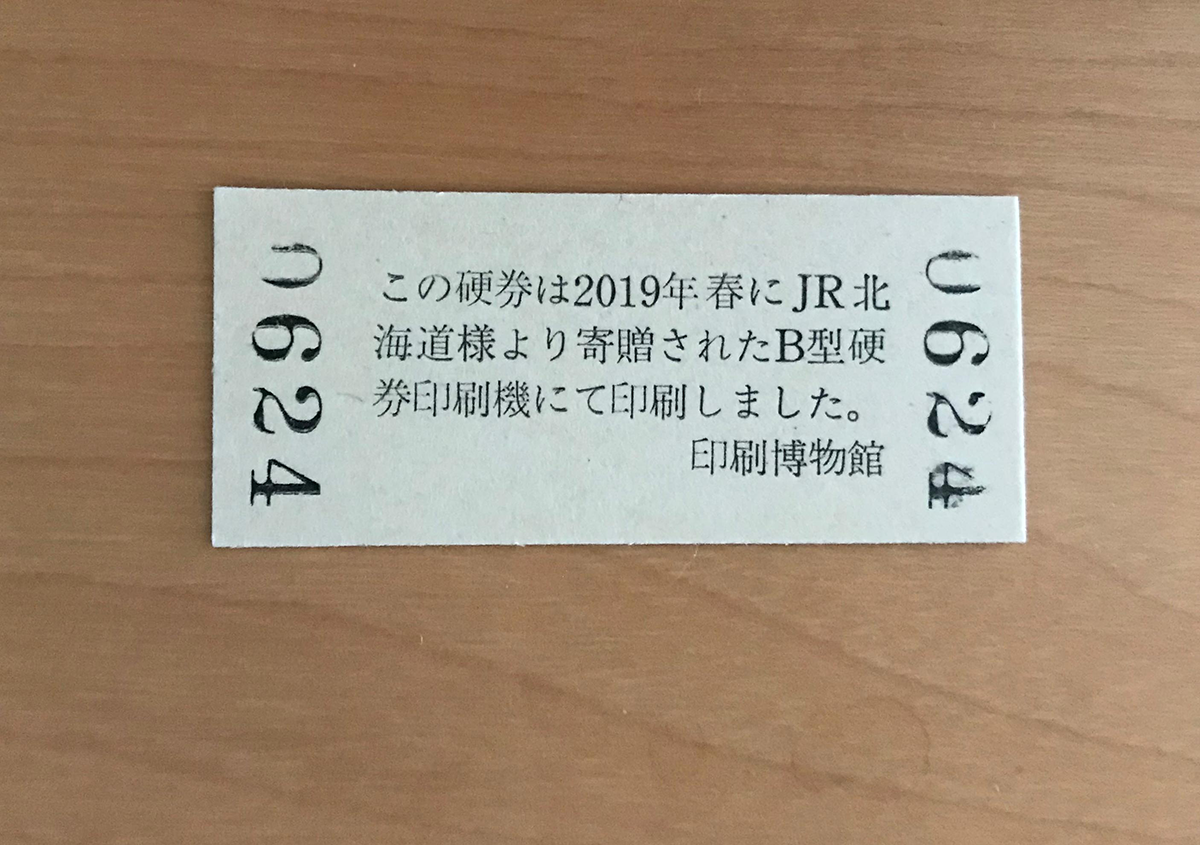 0624
この硬券は2019年春にJR北
海道様より寄贈されたB型硬
券印刷機にて印刷しました。
印刷博物館
0624